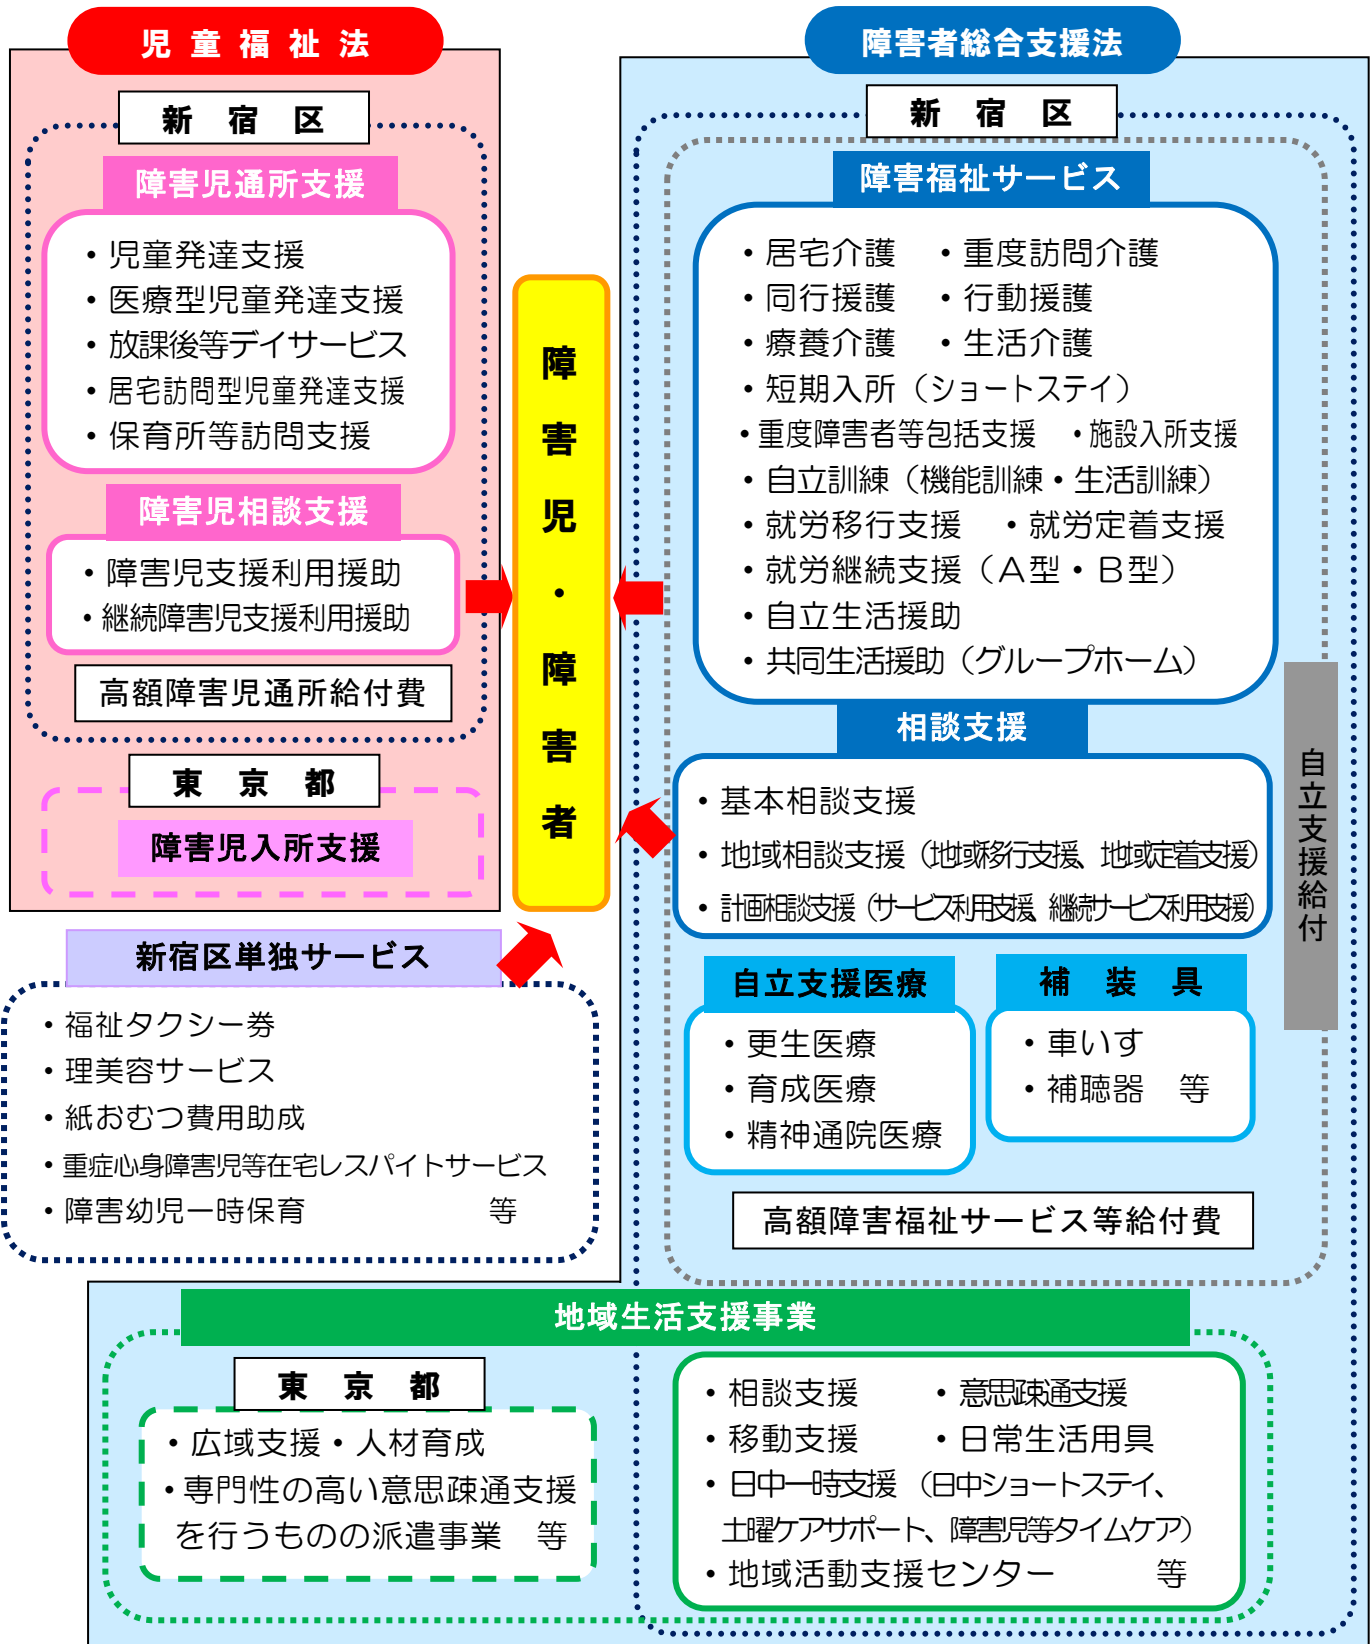 児童福祉法
新宿区
障害児通所支援
・児童発達支援
・医療型児童発達支援
・放課後等デイサービス
・居宅訪問型児童発達支援
・保育所等訪問支援
障害児相談支援
・障害児支援利用援助
・継続障害児支援利用援助
高額障害児通所給付費
東京都
障害児入所支援
新宿区単独サービス
・福祉タクシー券
・理美容サービス
・紙おむつ費用助成
・重症心身障害児等在宅レスパイトサービス
・障害幼児一時保育　等
障害児・障害者
障害者総合支援法
新宿区
障害福祉サービス
・居宅介護　・重度訪問介護
・同行援護　・行動援護
・療養介護　・生活介護
・短期入所（ショートステイ）
・重度障害者等包括支援　・施設入所支援
・自立訓練（機能訓練・生活訓練）
・就労移行支援　・就労定着支援
・就労継続支援（A型・B型）
・自立生活援助
・共同生活援助（グループホーム）
相談支援
・基本相談支援
・地域相談支援（地域移行支援、地域定着支援）
・計画相談支援（サービス利用支援、継続サービス利用支援）
自立支援医療
・更生医療
・育成医療
・精神通院医療
補装具
・車いす
・補聴器　等
高額障害福祉サービス等給付費
自立支援給付
地域生活支援事業
東京都
・広域支援・人材育成
・専門性の高い意思疎通支援
を行うものの派遣事業　等
・相談支援　・意思疎通支援
・移動支援　・日常生活用具
・日中一時支援（日中ショートステイ、
土曜ケアサポート、障害児等タイムケア）
・地域活動支援センター　等